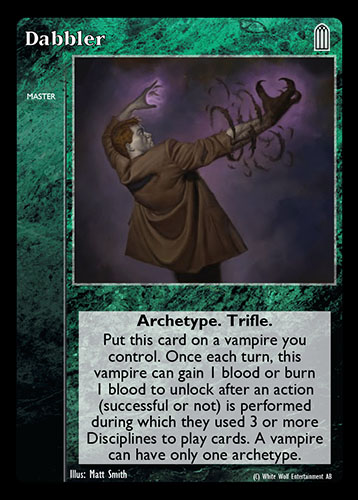 Dabbler
MASTER
Archetype. Trifle.
Put this card on a vampire you
control. Once each turn, this
vampire can gain 1 blood or burn
1 blood to unlock after an action
(successful or not) is performed
during which they used 3 or more
Disciplines to play cards. A vampire
can have only one archetype.
Illus: Matt Smith
(C) White Wolf Entertainment AB